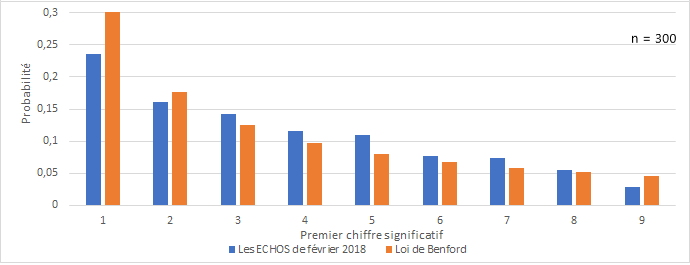 0,3
n = 300
0,25
0,2
0,15
0,1
0,05
0
Probabilité
1 2 3 4 5 6 7 8 9
Premier chiffre significatif
Les ECHOS de février 2018 Loi de Benford